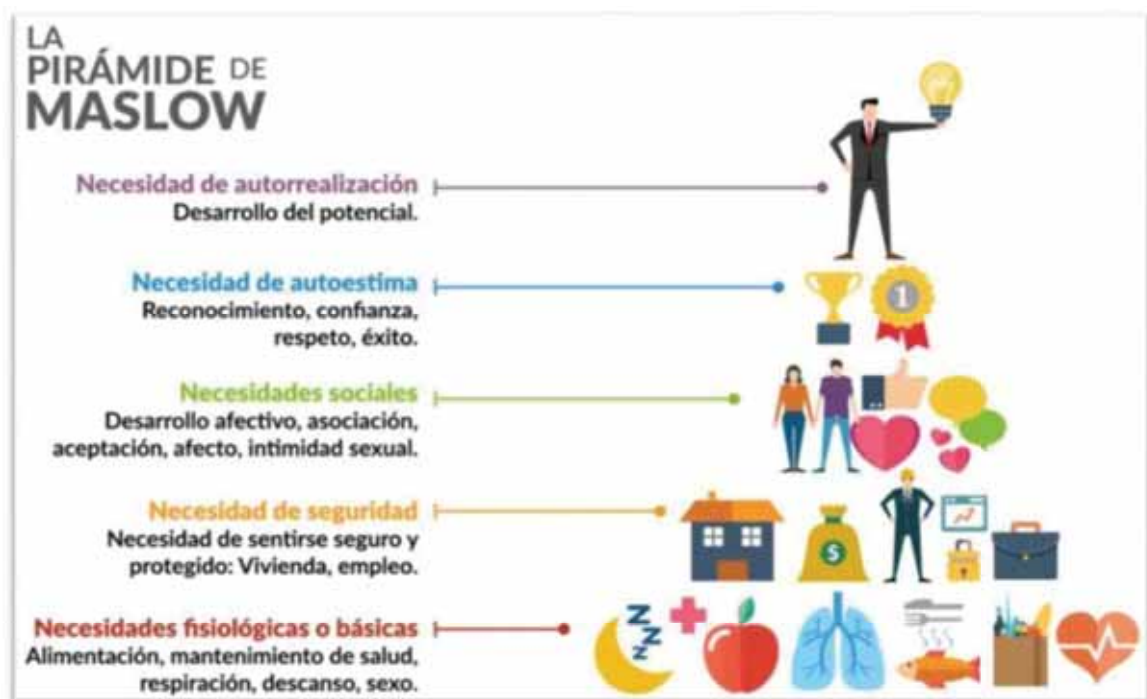 LA
PIRÁMIDE DE
MASLOW
Necesidad de autorrealización
Desarrollo del potencial.
Necesidad de autoestima
Reconocimiento, confianza,
respeto, éxito.
1
Necesidades sociales
Desarrollo afectivo, asociación,
aceptación, afecto, intimidad sexual.
Necesidad de seguridad
Necesidad de sentirse seguro y
protegido: Vivienda, empleo.
$
Necesidades fisiológicas o básicas
Alimentación, mantenimiento de salud,
respiración, descanso, sexo.
Z
Z
Z